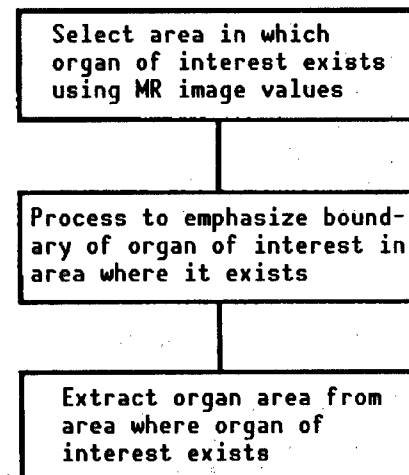 Select area in which
organ of interest exists
using MR image values
Process to emphasize bound-
ary of organ of interest in
area where it exists
Extract organ area from
area where organ of
interest exists